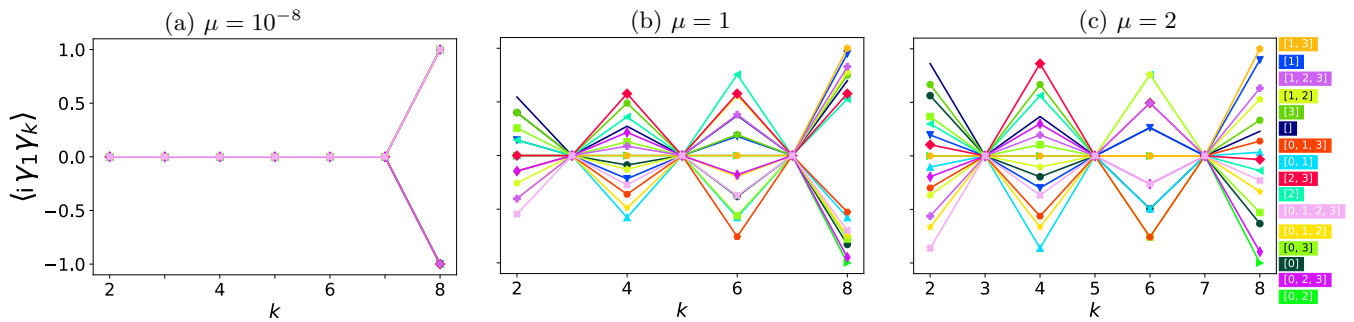 (a) μ = 10⁻⁸
(b) μ = 1
(c) μ = 2
⟨i γ₁ γₖ⟩
1.0
0.5
0.0
−0.5
−1.0
2 4 6 8
k
2 4 6 8
k
2 3 4 5 6 7 8
k
[1, 3]
[1]
[1, 2, 3]
[1, 2]
[3]
[]
[0, 1, 3]
[0, 1]
[2, 3]
[2]
[0, 1, 2, 3]
[0, 1, 2]
[0, 3]
[0]
[0, 2, 3]
[0, 2]